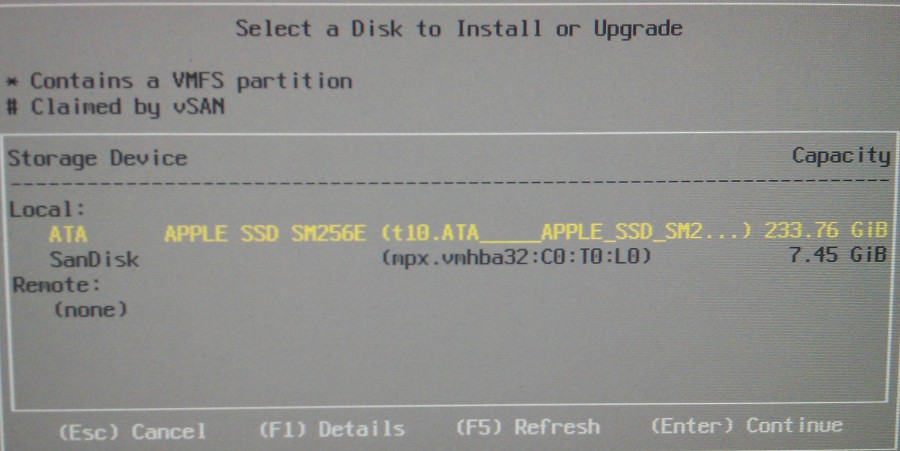 Select a Disk to Install or Upgrade
* Contains a VMFS partition
# Claimed by vSAN
Storage Device Capacity
--------------------------------------------------------------------------------
Local:
ATA APPLE SSD SM256E (t10.ATA_____APPLE_SSD_SM2...) 233.76 GiB
SanDisk (mpx.vmhba32:C0:T0:L0) 7.45 GiB
Remote:
(none)
(Esc) Cancel (F1) Details (F5) Refresh (Enter) Continue